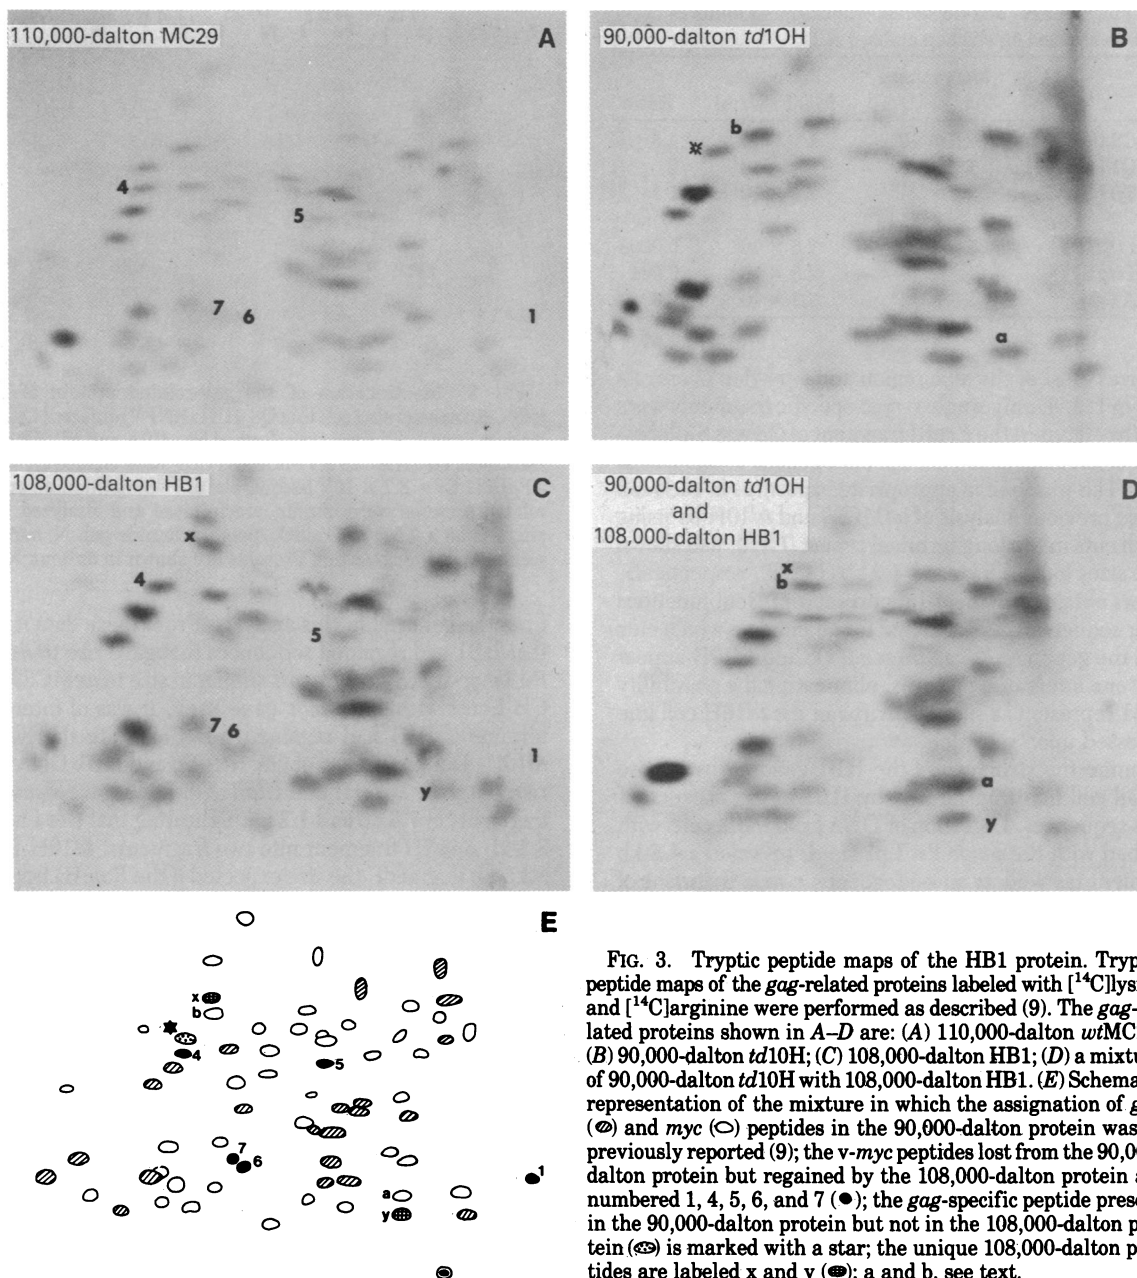 110,000-dalton MC29
A
4
5
7
6
1
90,000-dalton td1OH
B
b
a
108,000-dalton HB1
C
x
4
5
7
6
1
y
90,000-dalton td1OH
and
108,000-dalton HB1
D
x
b
a
y
E
x
b
4
5
7
6
1
a
y
FIG. 3. Tryptic peptide maps of the HB1 protein. Tryp
peptide maps of the gag-related proteins labeled with [14C]lys
and [14C]arginine were performed as described (9). The gag-
lated proteins shown in A–D are: (A) 110,000-dalton wtMC
(B) 90,000-dalton td10H; (C) 108,000-dalton HB1; (D) a mixtu
of 90,000-dalton td10H with 108,000-dalton HB1. (E) Schema
representation of the mixture in which the assignation of g
( ) and myc ( ) peptides in the 90,000-dalton protein was
previously reported (9); the v-myc peptides lost from the 90,0
dalton protein but regained by the 108,000-dalton protein a
numbered 1, 4, 5, 6, and 7 ( ); the gag-specific peptide prese
in the 90,000-dalton protein but not in the 108,000-dalton p
tein ( ) is marked with a star; the unique 108,000-dalton p
tides are labeled x and y ( ); a and b, see text.